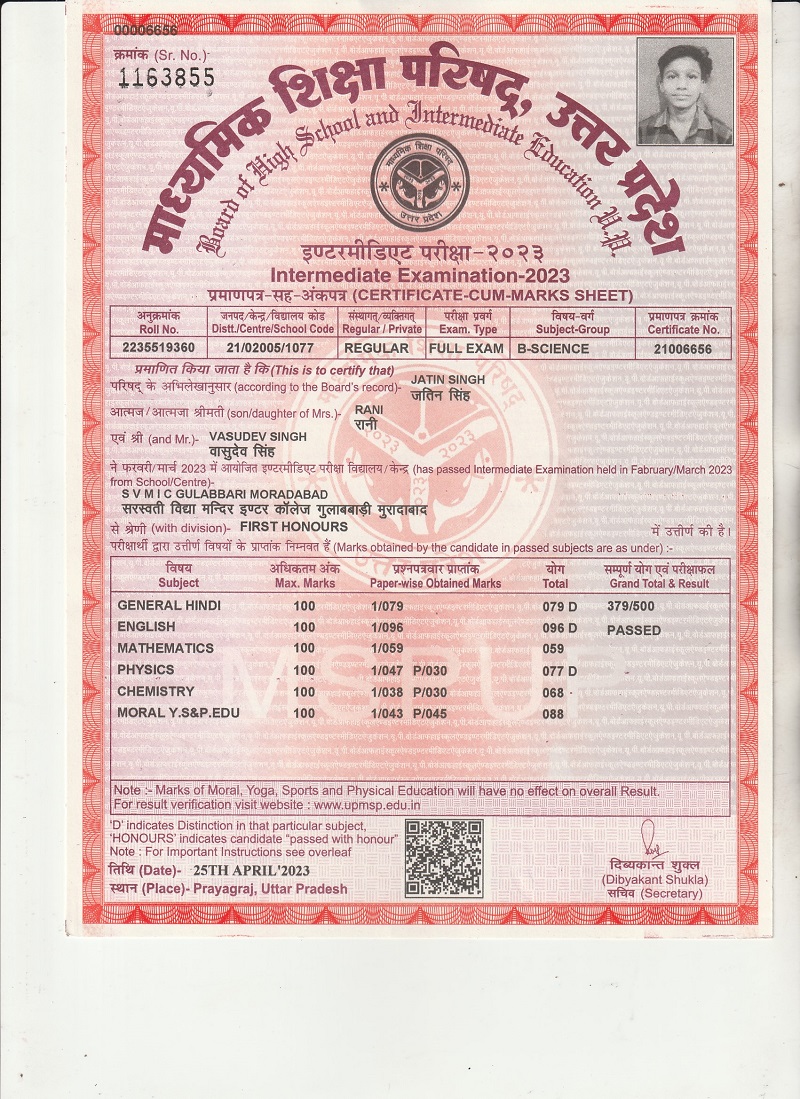 00006656
क्रमांक (Sr. No.)-
1163855
माध्यमिक शिक्षा परिषद्, उत्तर प्रदेश
Board of High School and Intermediate Education U.P.
माध्यमिक शिक्षा परिषद
उत्तर प्रदेश
इण्टरमीडिएट परीक्षा-२०२३
Intermediate Examination-2023
प्रमाणपत्र-सह-अंकपत्र (CERTIFICATE-CUM-MARKS SHEET)
अनुक्रमांक जनपद/केन्द्र/विद्यालय कोड संस्थागत/व्यक्तिगत परीक्षा प्रवर्ग विषय-वर्ग प्रमाणपत्र क्रमांक
Roll No. Distt./Centre/School Code Regular / Private Exam. Type Subject-Group Certificate No.
2235519360 21/02005/1077 REGULAR FULL EXAM B-SCIENCE 21006656
प्रमाणित किया जाता है कि(This is to certify that)
परिषद् के अभिलेखानुसार (according to the Board's record)- JATIN SINGH
जतिन सिंह
आत्मज/आत्मजा श्रीमती (son/daughter of Mrs.)- RANI
रानी
एवं श्री (and Mr.)- VASUDEV SINGH
वासुदेव सिंह
ने फरवरी/मार्च 2023 में आयोजित इण्टरमीडिएट परीक्षा विद्यालय/केन्द्र (has passed Intermediate Examination held in Fabruary/March 2023
from School/Centre)-
S V M I C GULABBARI MORADABAD
सरस्वती विद्या मन्दिर इण्टर कॉलेज गुलाबबाड़ी मुरादाबाद
से श्रेणी (with division)- FIRST HONOURS में उत्तीर्ण की है।
परीक्षार्थी द्वारा उत्तीर्ण विषयों के प्राप्तांक निम्नवत हैं (Marks obtained by the candidate in passed subjects are as under) :-
विषय अधिकतम अंक प्रश्नपत्रवार प्राप्तांक योग सम्पूर्ण योग एवं परीक्षाफल
Subject Max. Marks Paper-wise Obtained Marks Total Grand Total & Result
GENERAL HINDI 100 1/079 079 D 379/500
ENGLISH 100 1/096 096 D PASSED
MATHEMATICS 100 1/059 059
PHYSICS 100 1/047 P/030 077 D
CHEMISTRY 100 1/038 P/030 068
MORAL Y.S&P.EDU 100 1/043 P/045 088
MSPUP
Note :- Marks of Moral, Yoga, Sports and Physical Education will have no effect on overall Result.
For result verification visit website : www.upmsp.edu.in
'D' indicates Distinction in that particular subject,
'HONOURS' indicates candidate "passed with honour"
Note : For Important Instructions see overleaf
तिथि (Date)- 25TH APRIL'2023
स्थान (Place)- Prayagraj, Uttar Pradesh
दिब्यकान्त शुक्ल
(Dibyakant Shukla)
सचिव (Secretary)